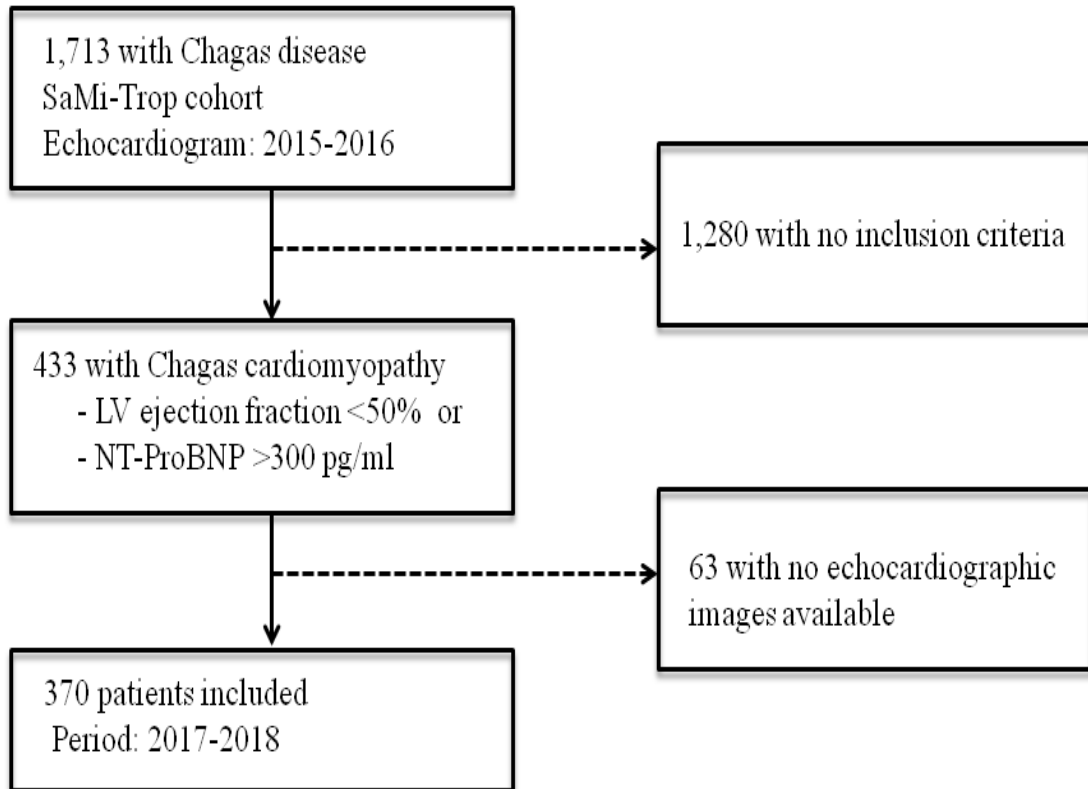 1,713 with Chagas disease
SaMi-Trop cohort
Echocardiogram: 2015-2016
1,280 with no inclusion criteria
433 with Chagas cardiomyopathy
- LV ejection fraction <50% or
- NT-ProBNP >300 pg/ml
63 with no echocardiographic
images available
370 patients included
Period: 2017-2018